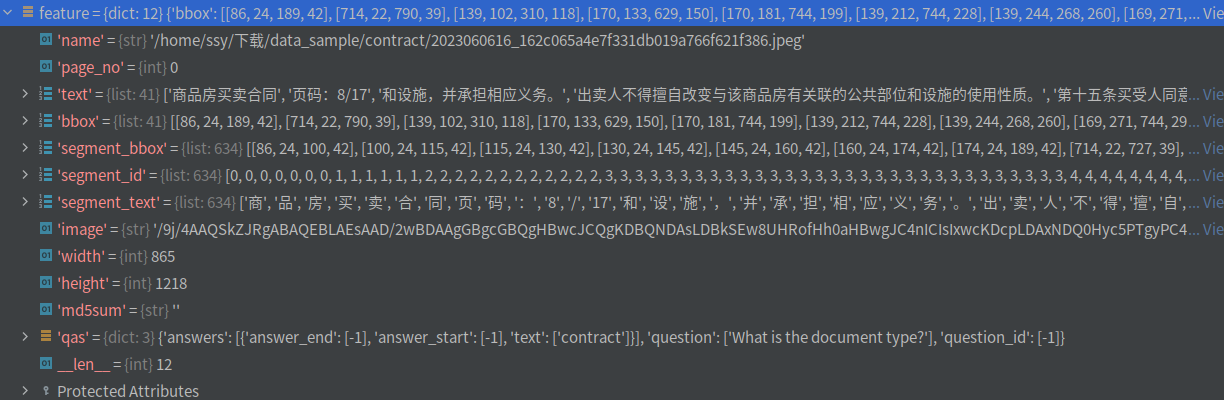 feature = {dict: 12} {'bbox': [[86, 24, 189, 42], [714, 22, 790, 39], [139, 102, 310, 118], [170, 133, 629, 150], [170, 181, 744, 199], [139, 212, 744, 228], [139, 244, 268, 260], [169, 271,... Vie
'name' = {str} '/home/ssy/下载/data_sample/contract/2023060616_162c065a4e7f331db019a766f621f386.jpeg'
'page_no' = {int} 0
'text' = {list: 41} ['商品房买卖合同', '页码：8/17', '和设施，并承担相应义务。', '出卖人不得擅自改变与该商品房有关联的公共部位和设施的使用性质。', '第十五条买受人同意... Vie
'bbox' = {list: 41} [[86, 24, 189, 42], [714, 22, 790, 39], [139, 102, 310, 118], [170, 133, 629, 150], [170, 181, 744, 199], [139, 212, 744, 228], [139, 244, 268, 260], [169, 271, 744, 29... Vie
'segment_bbox' = {list: 634} [[86, 24, 100, 42], [100, 24, 115, 42], [115, 24, 130, 42], [130, 24, 145, 42], [145, 24, 160, 42], [160, 24, 174, 42], [174, 24, 189, 42], [714, 22, 727, 39],... Vie
'segment_id' = {list: 634} [0, 0, 0, 0, 0, 0, 0, 1, 1, 1, 1, 1, 1, 2, 2, 2, 2, 2, 2, 2, 2, 2, 2, 2, 2, 3, 3, 3, 3, 3, 3, 3, 3, 3, 3, 3, 3, 3, 3, 3, 3, 3, 3, 3, 3, 3, 3, 3, 3, 3, 3, 3, 3, 3, 3, 3, 4, 4, 4, 4, 4, 4, 4, 4,... Vie
'segment_text' = {list: 634} ['商', '品', '房', '买', '卖', '合', '同', '页', '码', '：', '8', '/', '17', '和', '设', '施', '，', '并', '承', '担', '相', '应', '义', '务', '。', '出', '卖', '人', '不', '得', '擅', '自',... Vie
'image' = {str} '/9j/4AAQSkZJRgABAQEBLAEsAAD/2wBDAAgGBgcGBQgHBwcJCQgKDBQNDAsLDBkSEw8UHRofHh0aHBwgJC4nICIsIxwcKDcpLDAxNDQ0Hyc5PTgyPC4... Vie
'width' = {int} 865
'height' = {int} 1218
'md5sum' = {str} ''
'qas' = {dict: 3} {'answers': [{'answer_end': [-1], 'answer_start': [-1], 'text': ['contract']}], 'question': ['What is the document type?'], 'question_id': [-1]}
__len__ = {int} 12
Protected Attributes